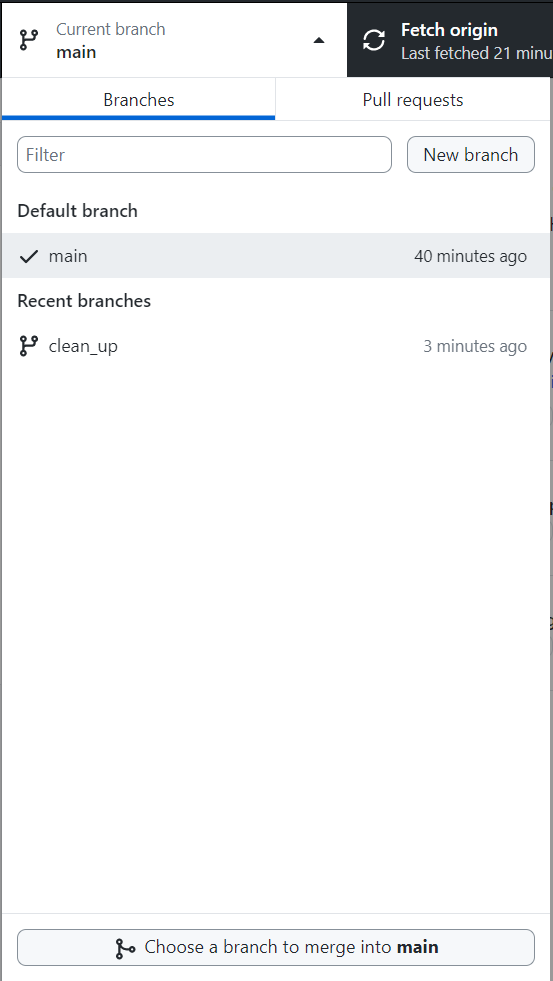 Current branch
main
Fetch origin
Last fetched 21 minu
Branches
Pull requests
Filter
New branch
Default branch
main
40 minutes ago
Recent branches
clean_up
3 minutes ago
Choose a branch to merge into main